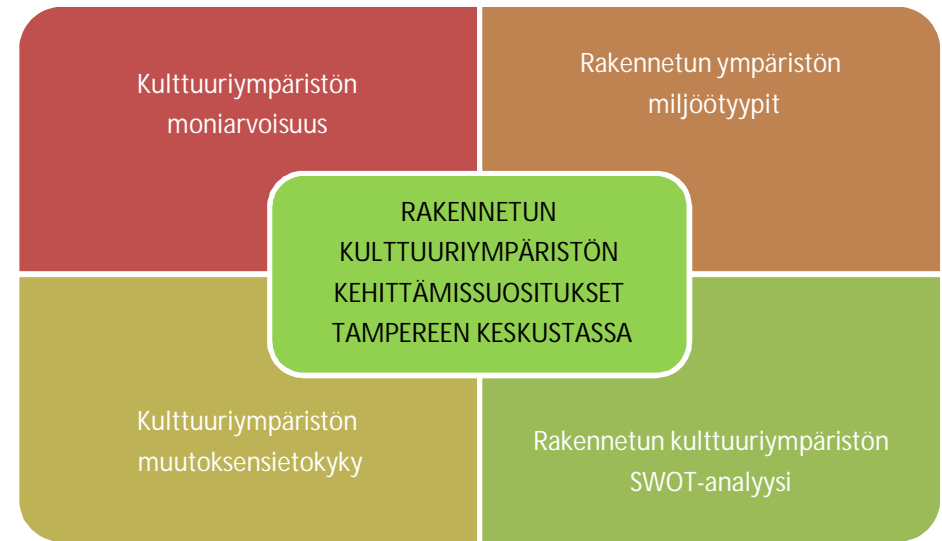 Kulttuuriympäristön
moniarvoisuus
Rakennetun ympäristön
miljöötyypit
RAKENNETUN
KULTTUURIYMPÄRISTÖN
KEHITTÄMISSUOSITUKSET
TAMPEREEN KESKUSTASSA
Kulttuuriympäristön
muutoksensietokyky
Rakennetun kulttuuriympäristön
SWOT-analyysi